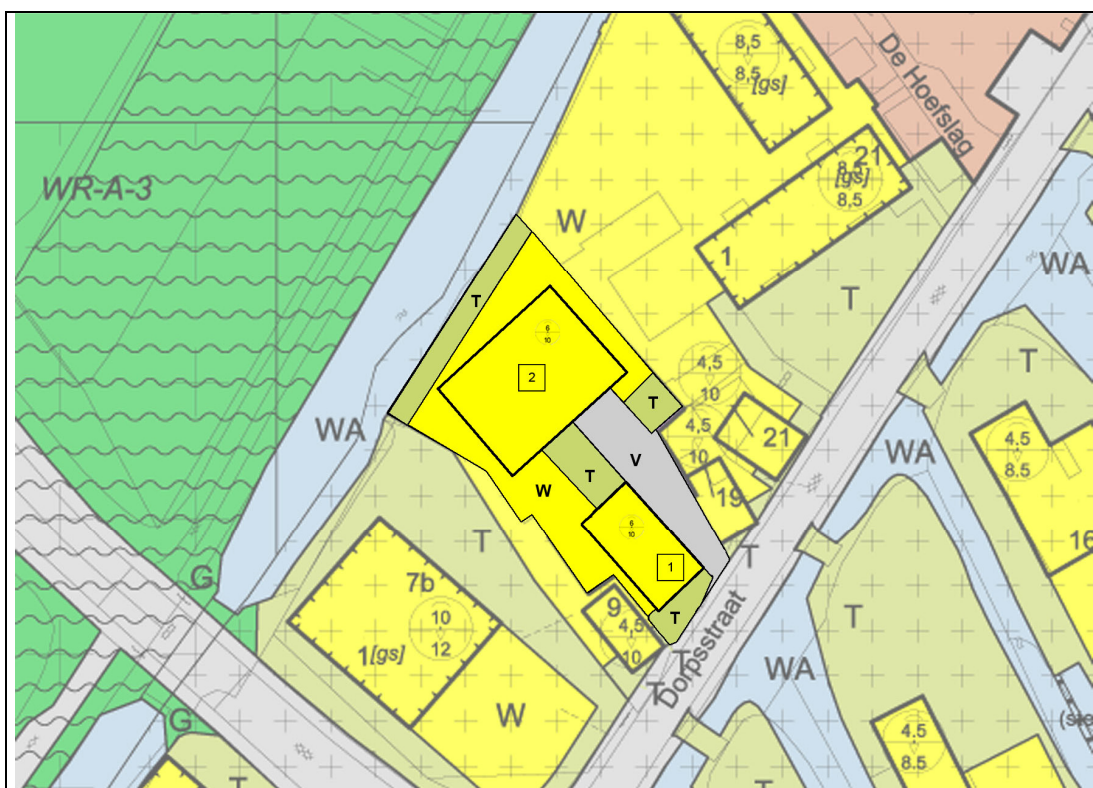 8,5
8,5
[gs]
De Hoefslag
21
8,5
[gs]
8,5
WR-A-3
W
WA
1
T
T
T
6
10
2
4,5
10
T
WA
4,5
10
21
V
WA
4.5
8.5
T
W
19
16
T
6
10
1
T
G
7b
10
12
1[gs]
9
4,5
10
T
T
T
T
Dorpsstraat
T
WA
W
G
4.5
8.5
T
T